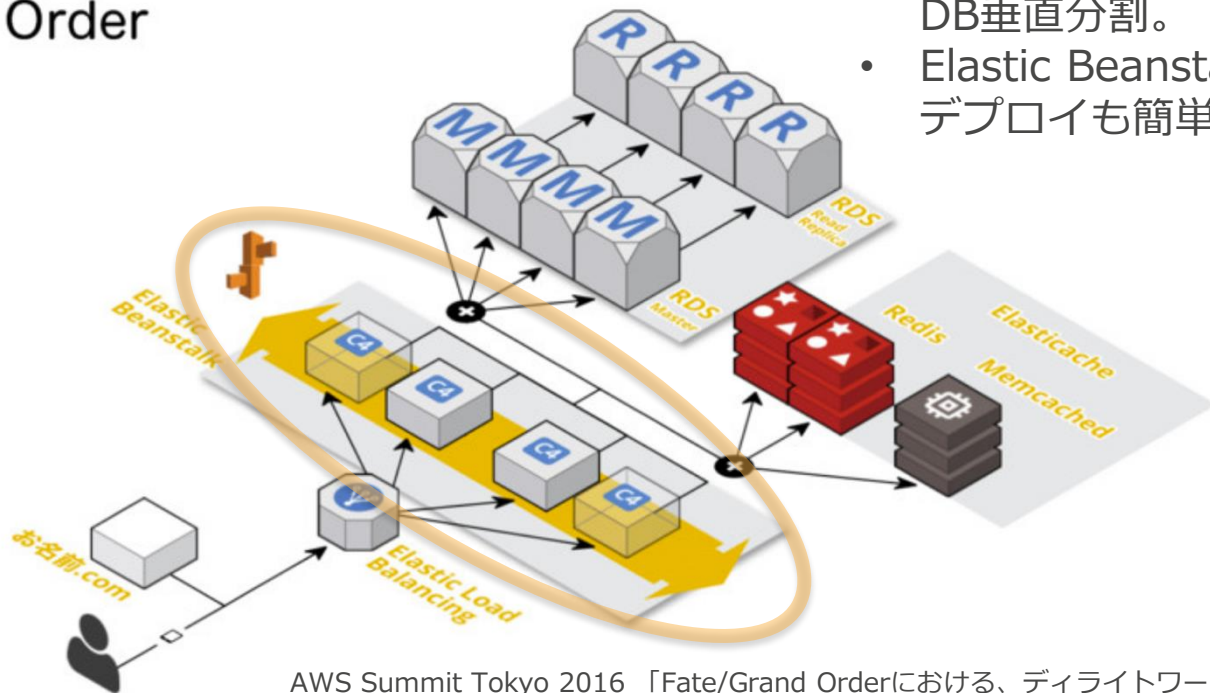 Order
DB垂直分割。
• Elastic Beansta
デプロイも簡単
R
R
R
R
M
M
M
M
RDS
Read
Replica
RDS
Master
Elastic
Beanstalk
C4
C4
C4
C4
Redis
Elasticache
Memcached
お名前.com
Elastic Load
Balancing
AWS Summit Tokyo 2016 「Fate/Grand Orderにおける、ディライトワー